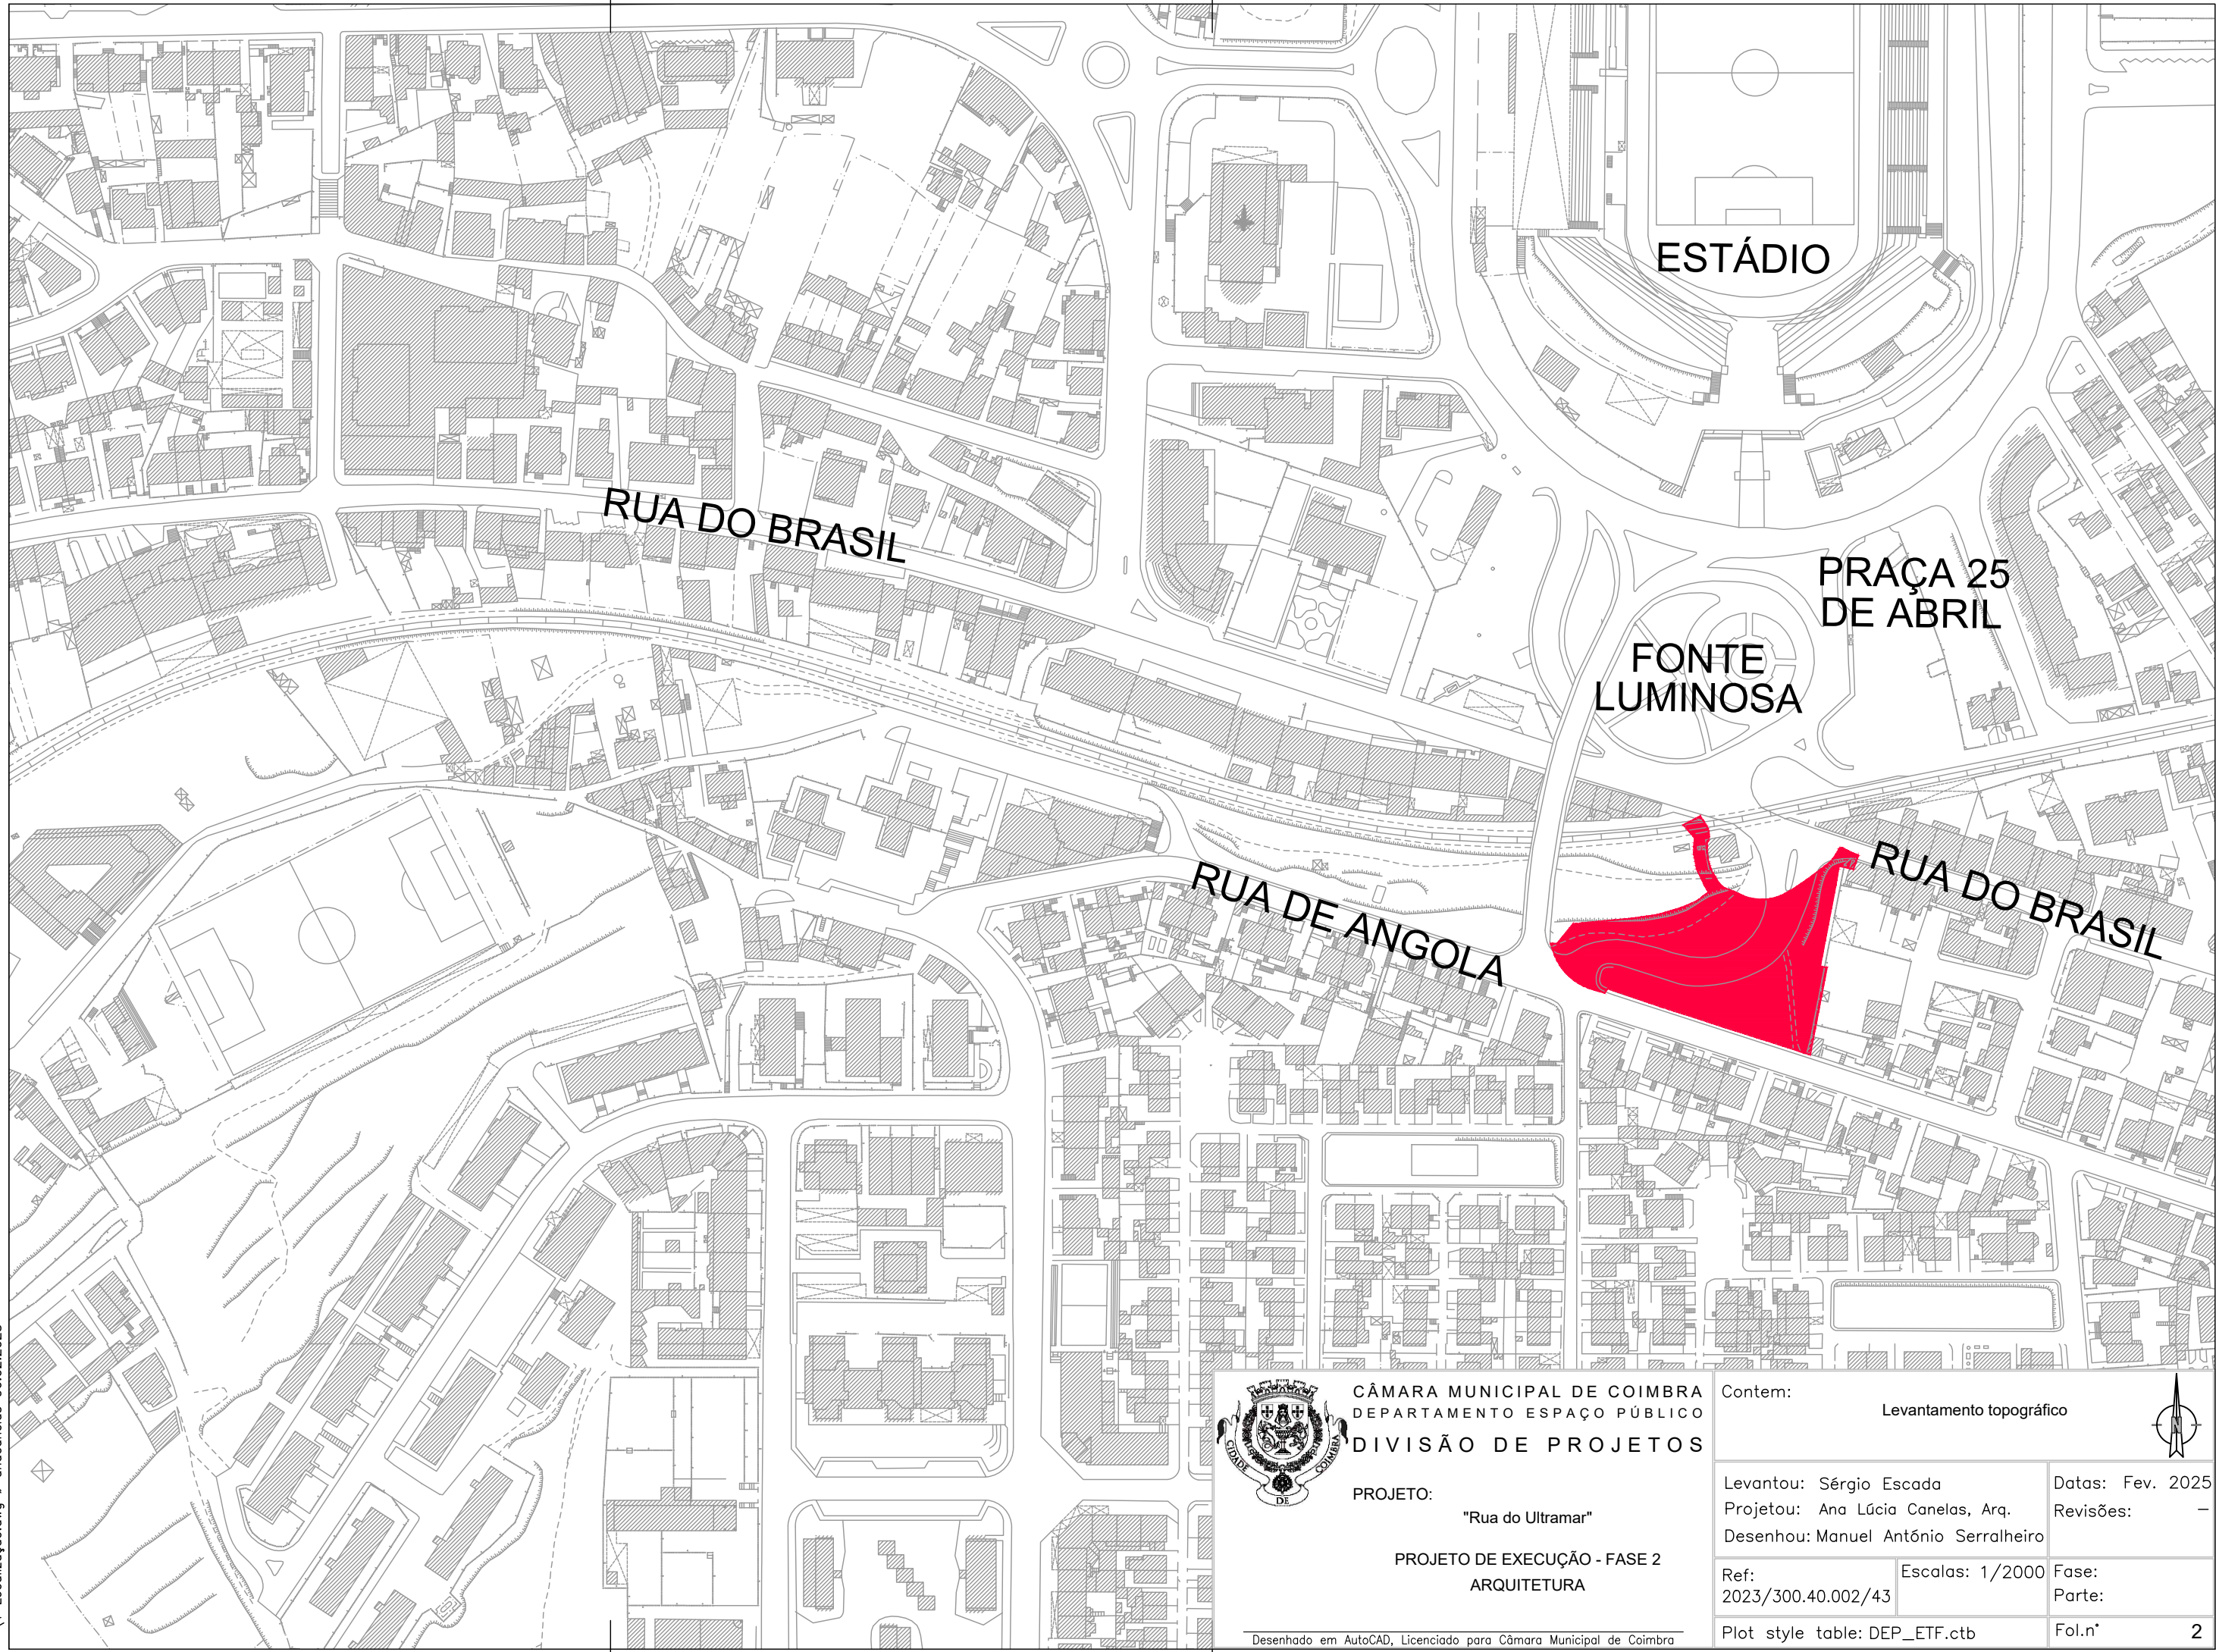 ESTÁDIO
RUA DO BRASIL
PRAÇA 25
DE ABRIL
FONTE
LUMINOSA
RUA DO BRASIL
RUA DE ANGOLA
CIDADE
DE
COIMBRA
CÂMARA MUNICIPAL DE COIMBRA
DEPARTAMENTO ESPAÇO PÚBLICO
DIVISÃO DE PROJETOS
PROJETO:
"Rua do Ultramar"
PROJETO DE EXECUÇÃO - FASE 2
ARQUITETURA
Desenhado em AutoCAD, Licenciado para Câmara Municipal de Coimbra
Contem:
Levantamento topográfico
N
Levantou: Sérgio Escada
Projetou: Ana Lúcia Canelas, Arq.
Desenhou: Manuel António Serralheiro
Datas: Fev. 2025
Revisões: –
Ref:
2023/300.40.002/43
Escalas: 1/2000
Fase:
Parte:
Plot style table: DEP_ETF.ctb
Fol.n° 2